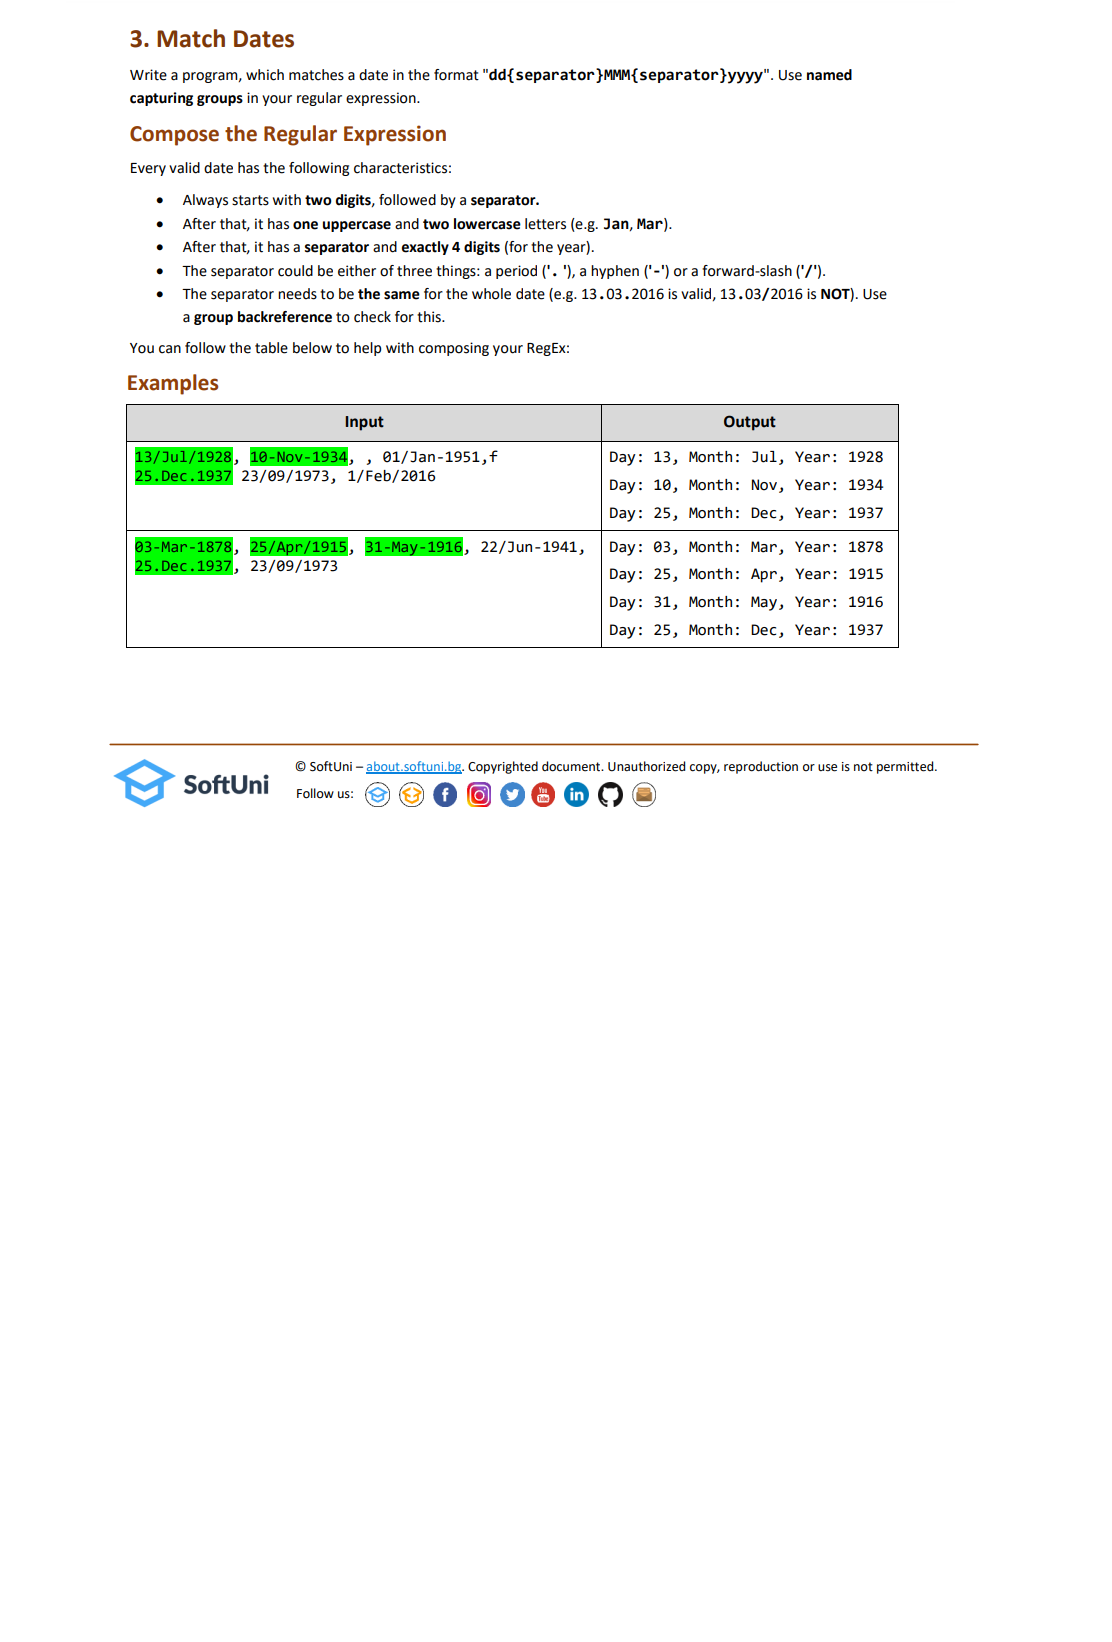 3. Match Dates
Write a program, which matches a date in the format "dd{separator}MMM{separator}yyyy". Use named
capturing groups in your regular expression.
Compose the Regular Expression
Every valid date has the following characteristics:
• Always starts with two digits, followed by a separator.
• After that, it has one uppercase and two lowercase letters (e.g. Jan, Mar).
• After that, it has a separator and exactly 4 digits (for the year).
• The separator could be either of three things: a period ('. '), a hyphen ('-') or a forward-slash ('/').
• The separator needs to be the same for the whole date (e.g. 13.03.2016 is valid, 13.03/2016 is NOT). Use
a group backreference to check for this.
You can follow the table below to help with composing your RegEx:
Examples
Input Output
13/Jul/1928, 10-Nov-1934, , 01/Jan-1951,f
25.Dec.1937 23/09/1973, 1/Feb/2016
Day: 13, Month: Jul, Year: 1928
Day: 10, Month: Nov, Year: 1934
Day: 25, Month: Dec, Year: 1937
03-Mar-1878, 25/Apr/1915, 31-May-1916, 22/Jun-1941,
25.Dec.1937, 23/09/1973
Day: 03, Month: Mar, Year: 1878
Day: 25, Month: Apr, Year: 1915
Day: 31, Month: May, Year: 1916
Day: 25, Month: Dec, Year: 1937
SoftUni
© SoftUni – about.softuni.bg. Copyrighted document. Unauthorized copy, reproduction or use is not permitted.
Follow us: